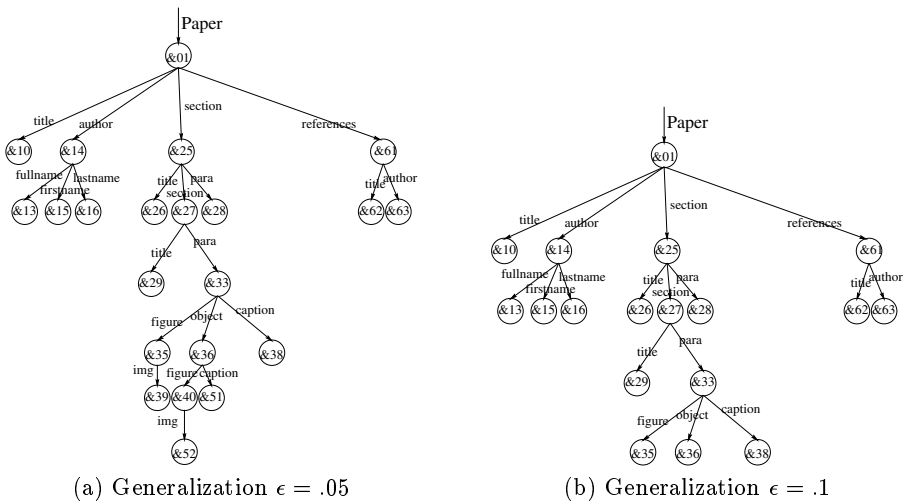 Paper
&01
title
author
section
references
&10
&14
&25
&61
fullname
firstname
lastname
title
section
para
title
author
&13
&15
&16
&26
&27
&28
&62
&63
title
para
&29
&33
figure
object
caption
&35
&36
&38
img
figure
caption
&39
&40
&51
img
&52
(a) Generalization ϵ = .05
Paper
&01
title
author
section
references
&10
&14
&25
&61
fullname
firstname
lastname
title
section
para
title
author
&13
&15
&16
&26
&27
&28
&62
&63
title
para
&29
&33
figure
object
caption
&35
&36
&38
(b) Generalization ϵ = .1